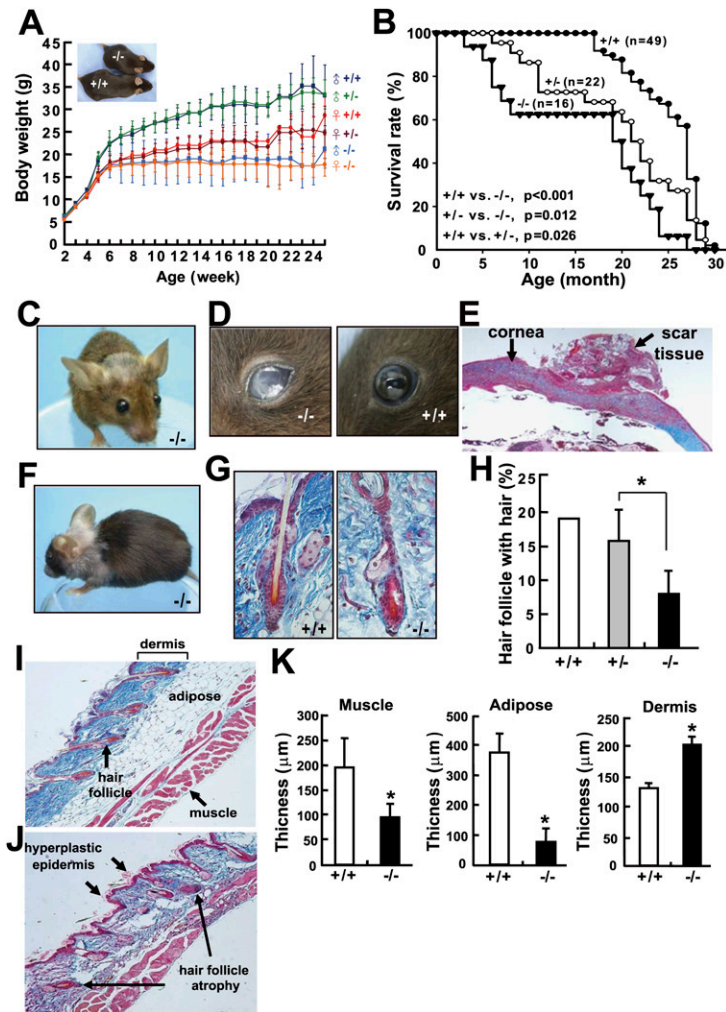 A
Body weight (g)
45
40
35
30
25
20
15
10
5
0
2 4 6 8 10 12 14 16 18 20 22 24
Age (week)
-/-
+/+
♂+/+
♂+/-
♀+/+
♀+/-
♂-/-
♀-/-
B
Survival rate (%)
100
80
60
40
20
0
0 5 10 15 20 25 30
Age (month)
+/+ (n=49)
+/- (n=22)
-/- (n=16)
+/+ vs. -/-, p<0.001
+/- vs. -/-, p=0.012
+/+ vs. +/-, p=0.026
C
-/-
D
-/-
+/+
E
cornea
scar
tissue
F
-/-
G
+/+
-/-
H
Hair follicle with hair (%)
25
20
15
10
5
0
*
+/+ +/- -/-
I
dermis
adipose
hair
follicle
muscle
J
hyperplastic
epidermis
hair follicle
atrophy
K
Muscle
Thicness (µm)
300
250
200
150
100
50
0
*
+/+ -/-
Adipose
Thicness (µm)
500
400
300
200
100
0
*
+/+ -/-
Dermis
Thicness (µm)
250
200
150
100
50
0
*
+/+ -/-